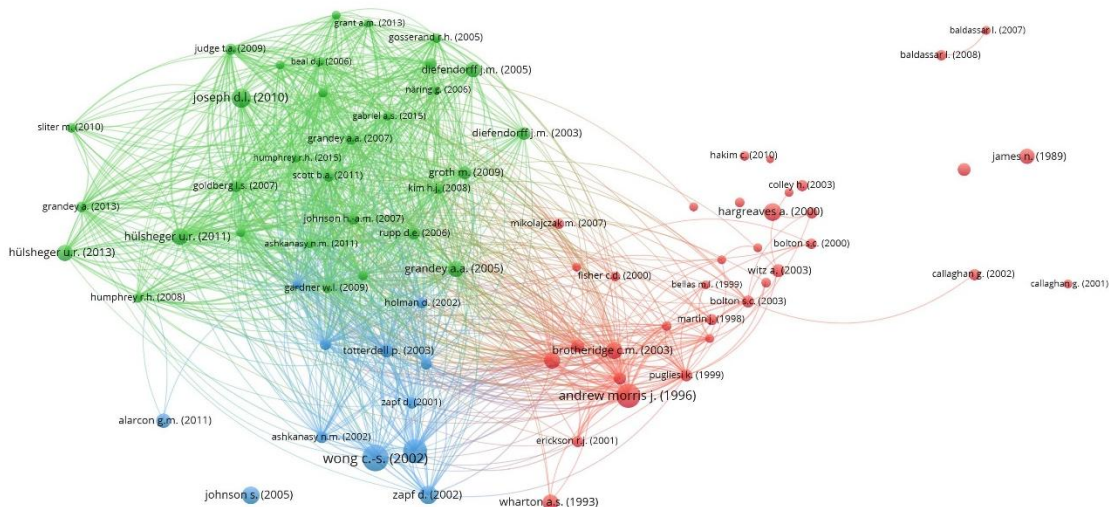 baldassar l. (2007)
grant a.m. (2013)
gosserand r.h. (2005)
judge t.a. (2009)
baldassar l. (2008)
beal d.j. (2006)
diefendorff j.m. (2005)
näring g. (2006)
joseph d.l. (2010)
gabriel a.s. (2015)
sliter m. (2010)
diefendorff j.m. (2003)
grandey a.a. (2007)
humphrey r.h. (2015)
hakim c. (2010)
james n. (1989)
groth m. (2009)
scott b.a. (2011)
goldberg l.s. (2007)
kim h.j. (2008)
colley h. (2003)
grandey a. (2013)
hargreaves a. (2000)
johnson h.-a.m. (2007)
mikolajczak m. (2007)
rupp d.e. (2006)
hülsheger u.r. (2011)
ashkanasy n.m. (2011)
bolton s.c. (2000)
hülsheger u.r. (2013)
grandey a.a. (2005)
witz a. (2003)
fisher c.d. (2000)
callaghan g. (2002)
bellas m.l. (1999)
callaghan g. (2001)
gardner w.l. (2009)
humphrey r.h. (2008)
holman d. (2002)
bolton s.c. (2003)
martin j. (1998)
totterdell p. (2003)
brotheridge c.m. (2003)
pugliesi k. (1999)
andrew morris j. (1996)
zapf d. (2001)
alarcon g.m. (2011)
ashkanasy n.m. (2002)
erickson r.j. (2001)
wong c.-s. (2002)
johnson s. (2005)
zapf d. (2002)
wharton a.s. (1993)